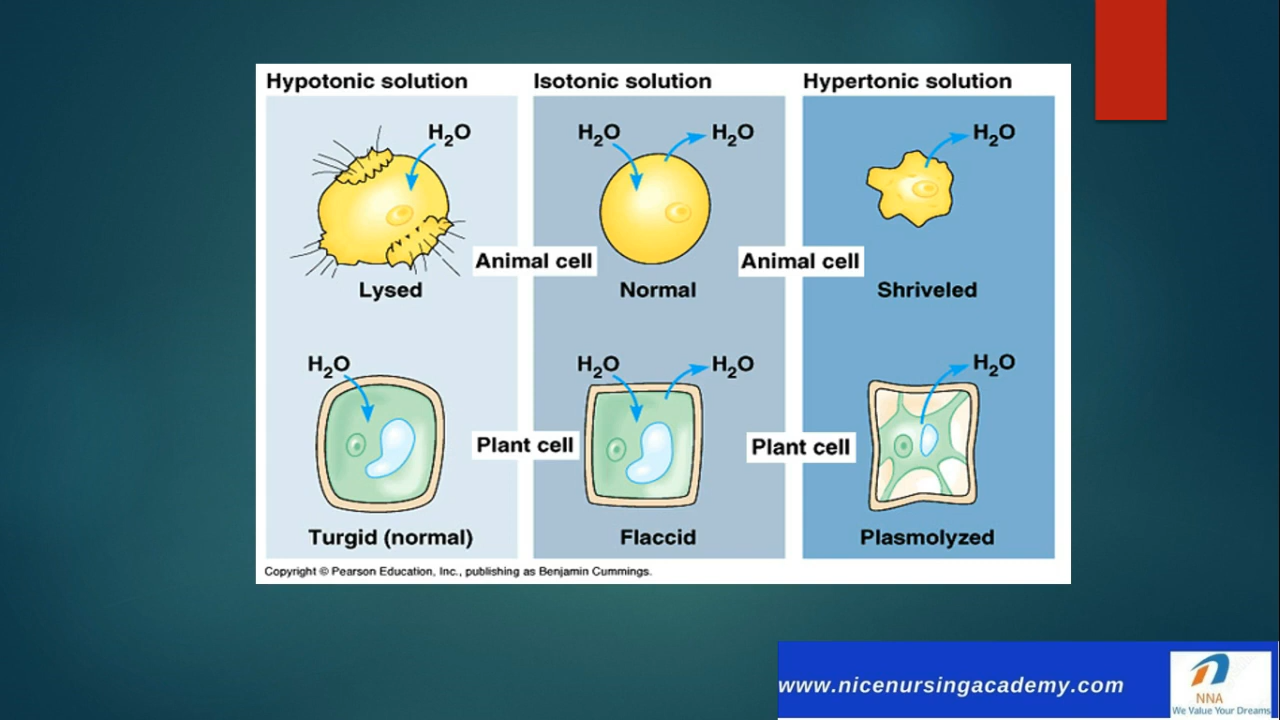 Hypotonic solution
Isotonic solution
Hypertonic solution
H₂O
H₂O
H₂O
H₂O
Animal cell
Animal cell
Lysed
Normal
Shriveled
H₂O
H₂O
H₂O
H₂O
Plant cell
Plant cell
Turgid (normal)
Flaccid
Plasmolyzed
Copyright © Pearson Education, Inc., publishing as Benjamin Cummings.
www.nicenursingacademy.com
NNA
We Value Your Dreams